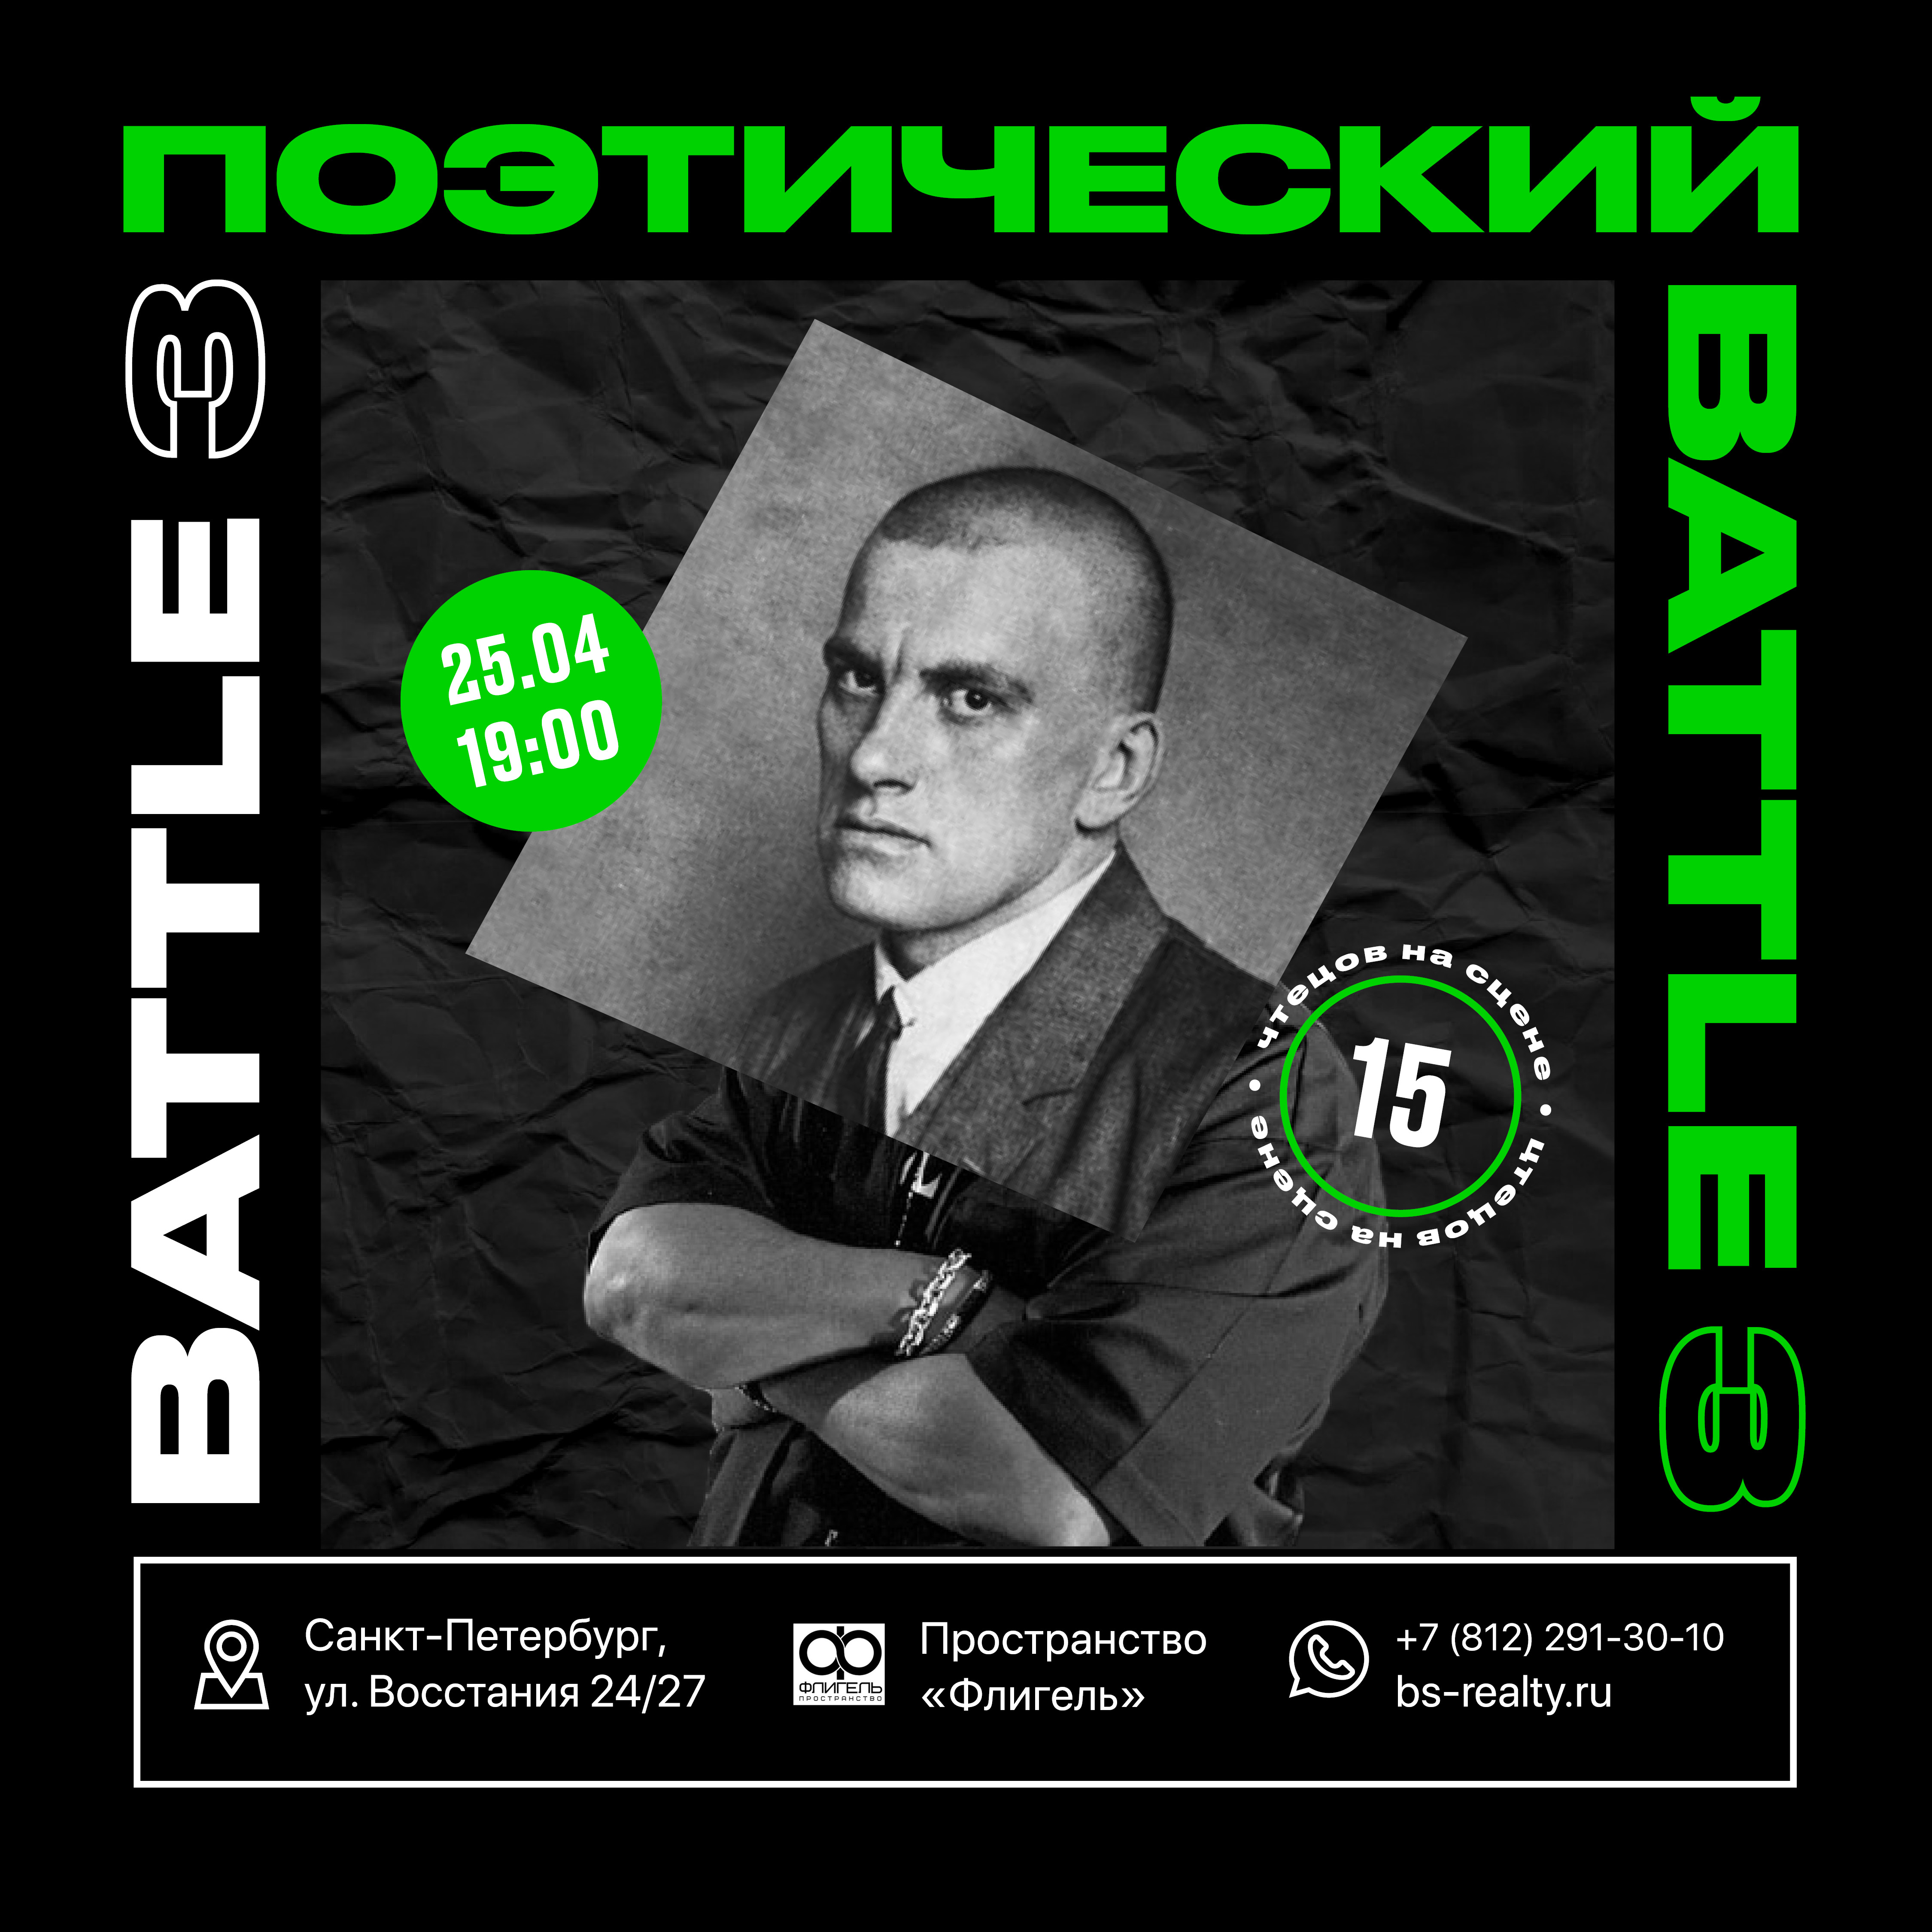 ПОЭТИЧЕСКИЙ
BATTLE 3
BATTLE 3
25.04
19:00
чтецов на сцене • чтецов на сцене •
15
Санкт-Петербург,
ул. Восстания 24/27
ФЛИГЕЛЬ
ПРОСТРАНСТВО
Пространство
«Флигель»
+7 (812) 291-30-10
bs-realty.ru